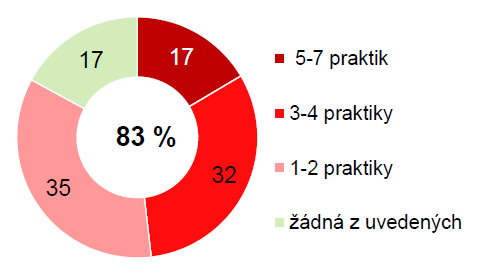 17
17
83 %
35
32
5-7 praktik
3-4 praktiky
1-2 praktiky
žádná z uvedených